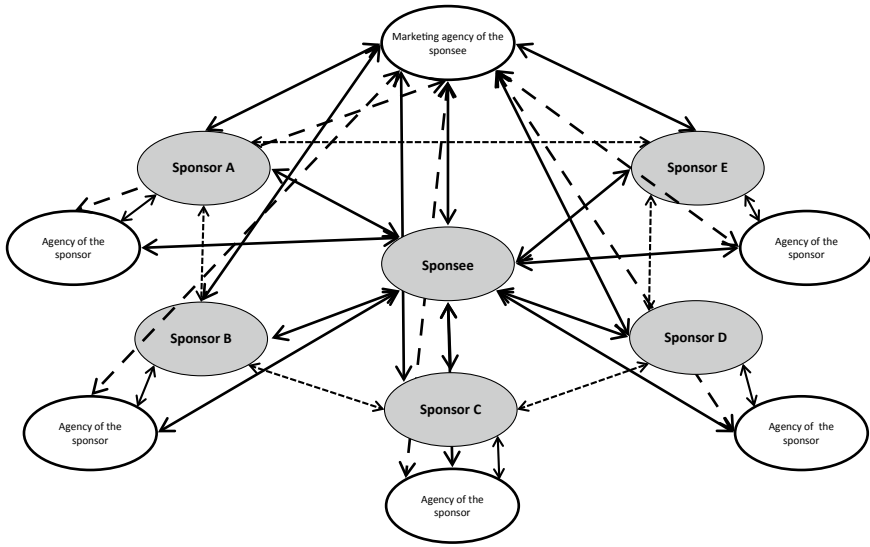 Marketing agency of the
sponsee
Sponsor A
Sponsor E
Agency of the
sponsor
Sponsee
Agency of the
sponsor
Sponsor B
Sponsor D
Sponsor C
Agency of the
sponsor
Agency of the
sponsor
Agency of the
sponsor